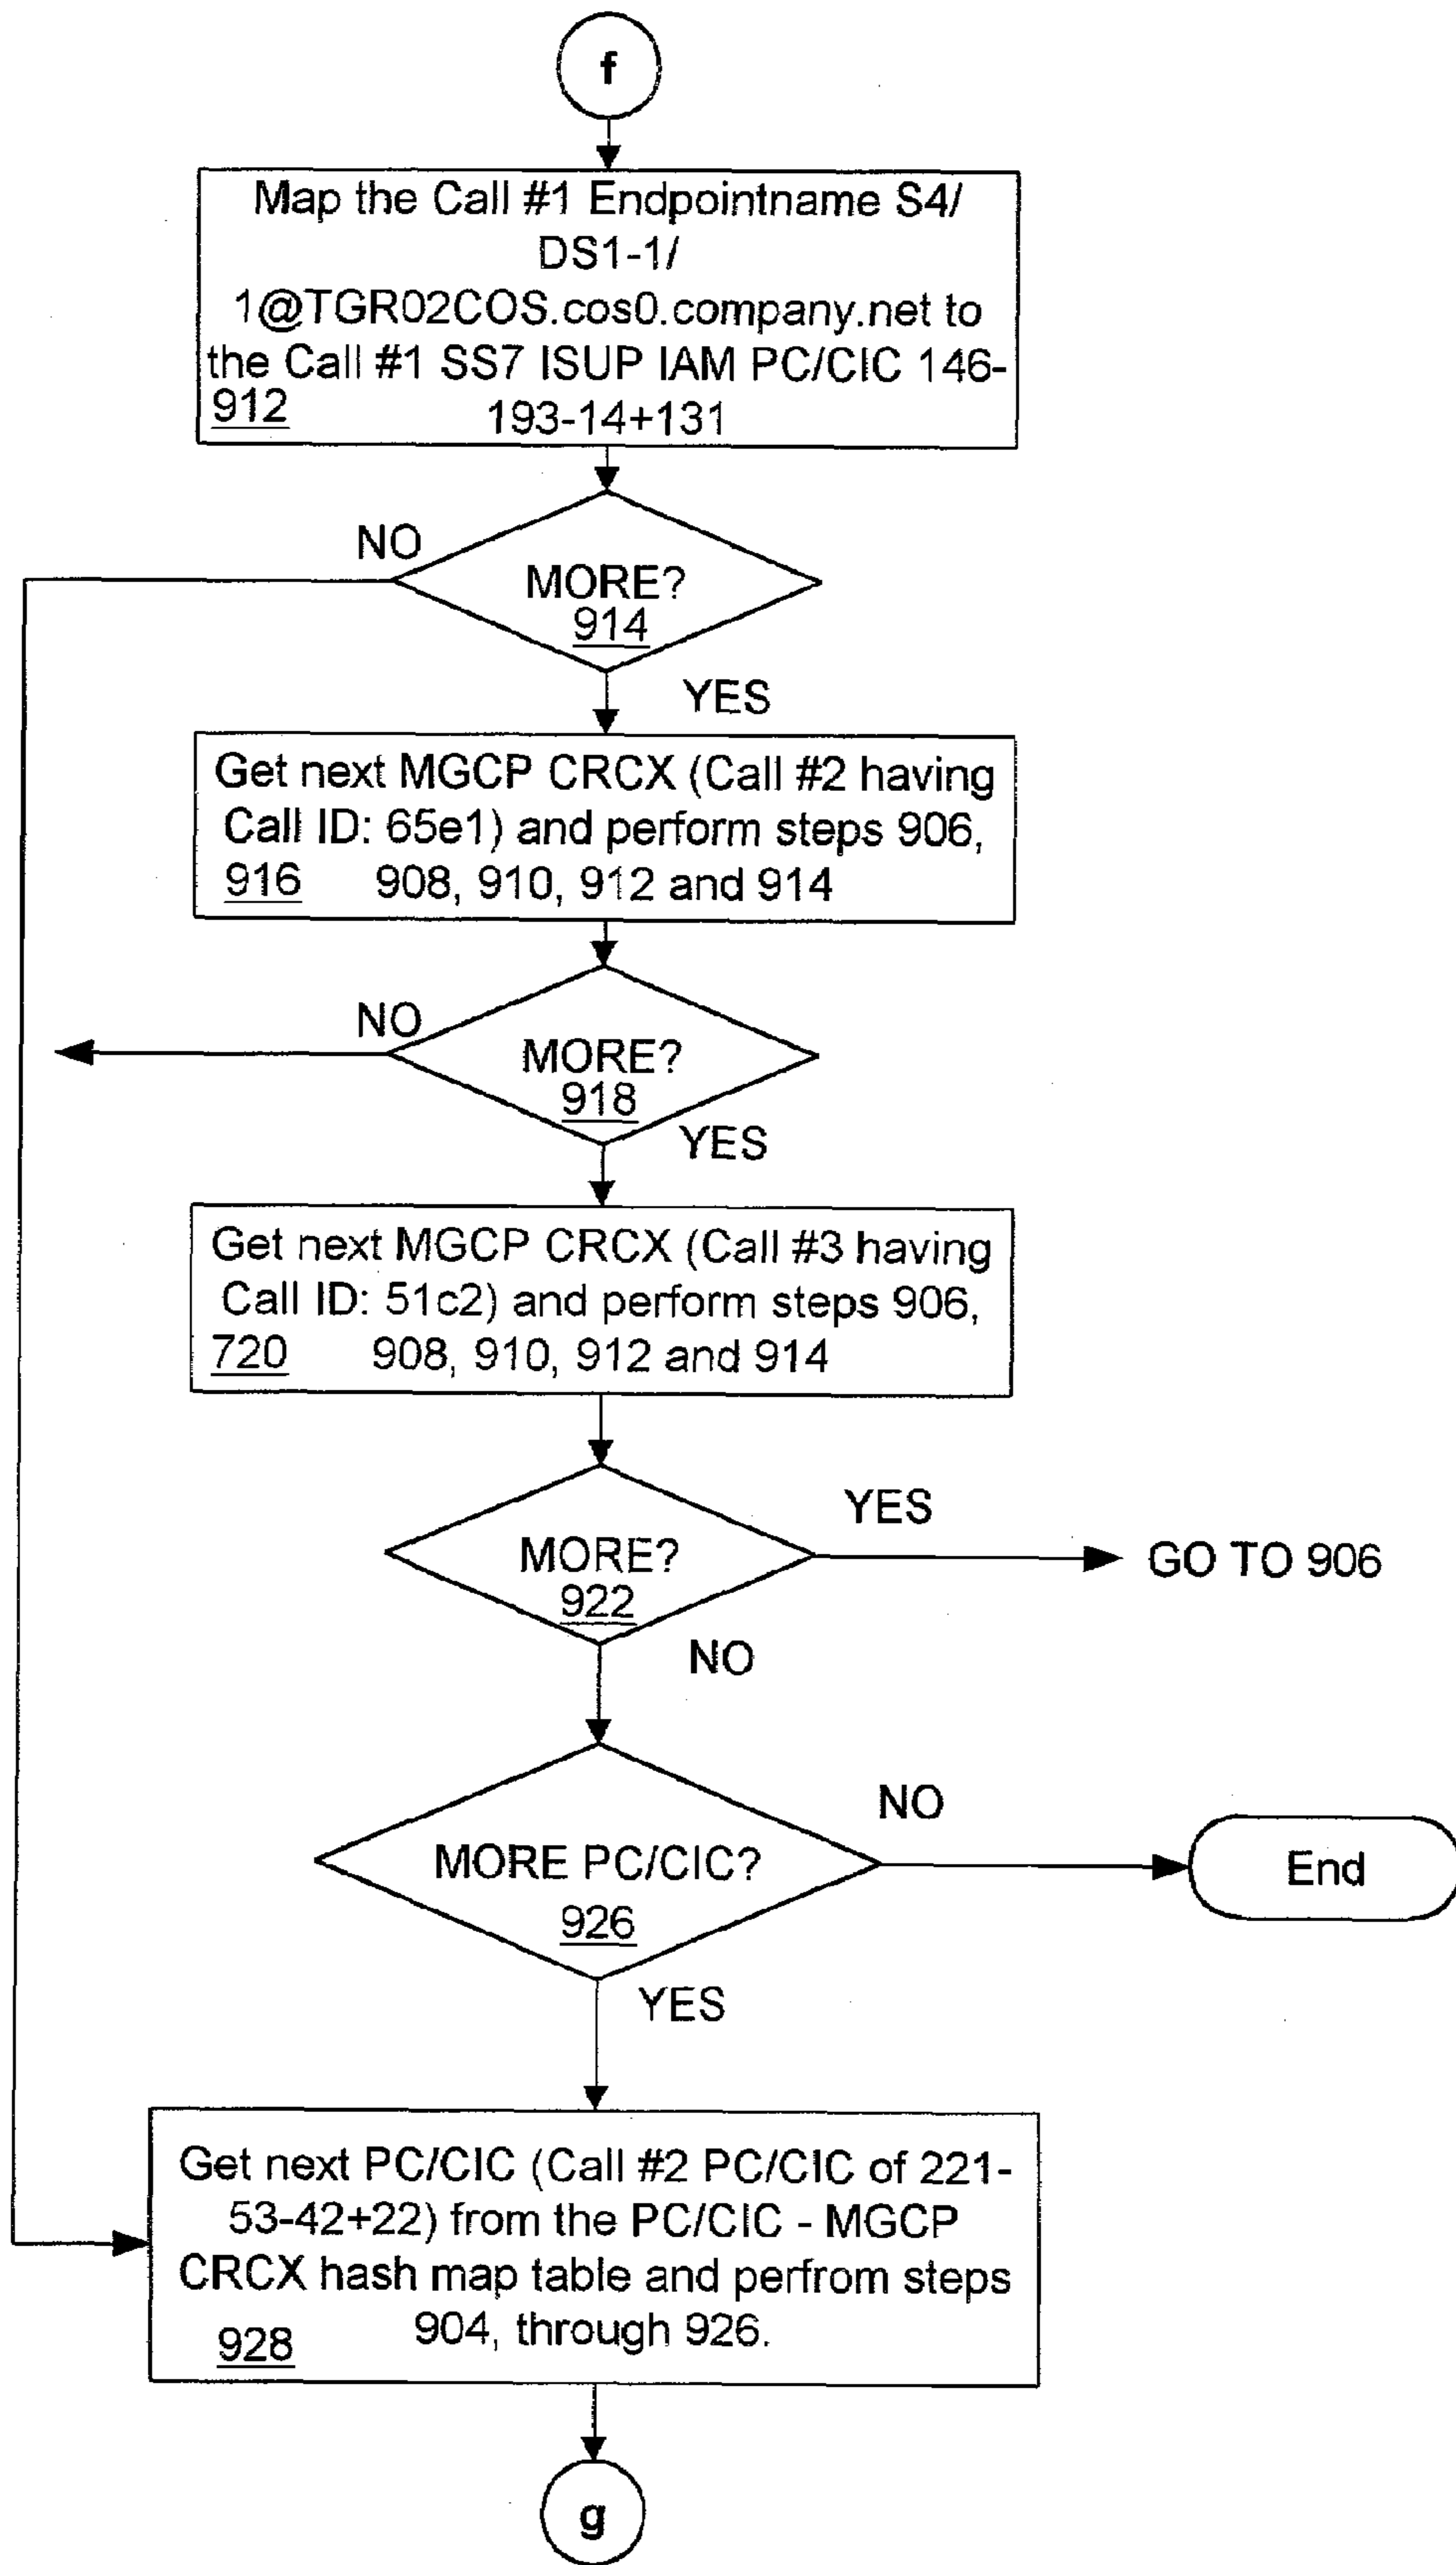 f
Map the Call #1 Endpointname S4/
DS1-1/
1@TGR02COS.cos0.company.net to
the Call #1 SS7 ISUP IAM PC/CIC 146-
912 193-14+131
NO
MORE?
914
YES
Get next MGCP CRCX (Call #2 having
Call ID: 65e1) and perform steps 906,
916 908, 910, 912 and 914
NO
MORE?
918
YES
Get next MGCP CRCX (Call #3 having
Call ID: 51c2) and perform steps 906,
720 908, 910, 912 and 914
YES
MORE?
GO TO 906
922
NO
NO
MORE PC/CIC?
End
926
YES
Get next PC/CIC (Call #2 PC/CIC of 221-
53-42+22) from the PC/CIC - MGCP
CRCX hash map table and perfrom steps
928 904, through 926.
g